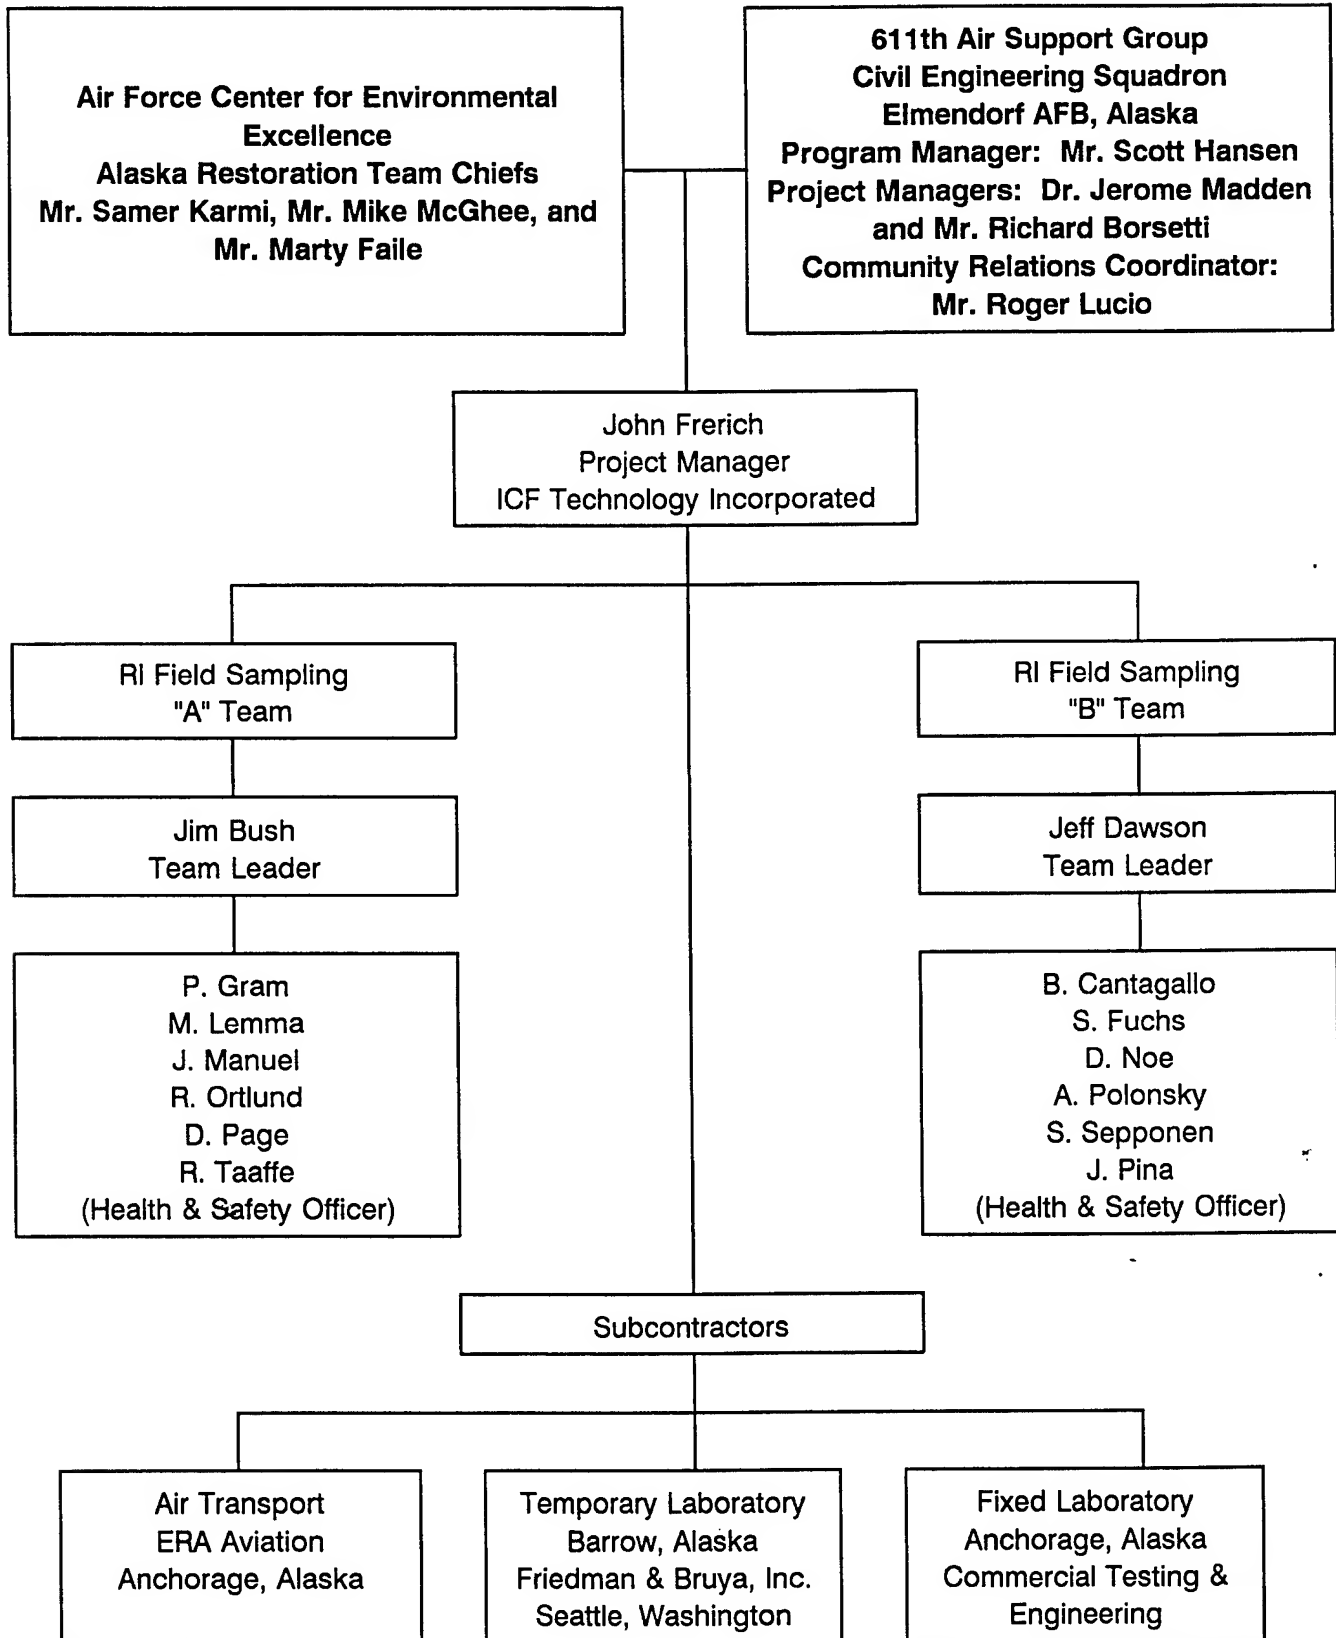 Air Force Center for Environmental
Excellence
Alaska Restoration Team Chiefs
Mr. Samer Karmi, Mr. Mike McGhee, and
Mr. Marty Faile
611th Air Support Group
Civil Engineering Squadron
Elmendorf AFB, Alaska
Program Manager: Mr. Scott Hansen
Project Managers: Dr. Jerome Madden
and Mr. Richard Borsetti
Community Relations Coordinator:
Mr. Roger Lucio
John Frerich
Project Manager
ICF Technology Incorporated
RI Field Sampling
"A" Team
RI Field Sampling
"B" Team
Jim Bush
Team Leader
Jeff Dawson
Team Leader
P. Gram
M. Lemma
J. Manuel
R. Ortlund
D. Page
R. Taaffe
(Health & Safety Officer)
B. Cantagallo
S. Fuchs
D. Noe
A. Polonsky
S. Sepponen
J. Pina
(Health & Safety Officer)
Subcontractors
Air Transport
ERA Aviation
Anchorage, Alaska
Temporary Laboratory
Barrow, Alaska
Friedman & Bruya, Inc.
Seattle, Washington
Fixed Laboratory
Anchorage, Alaska
Commercial Testing &
Engineering